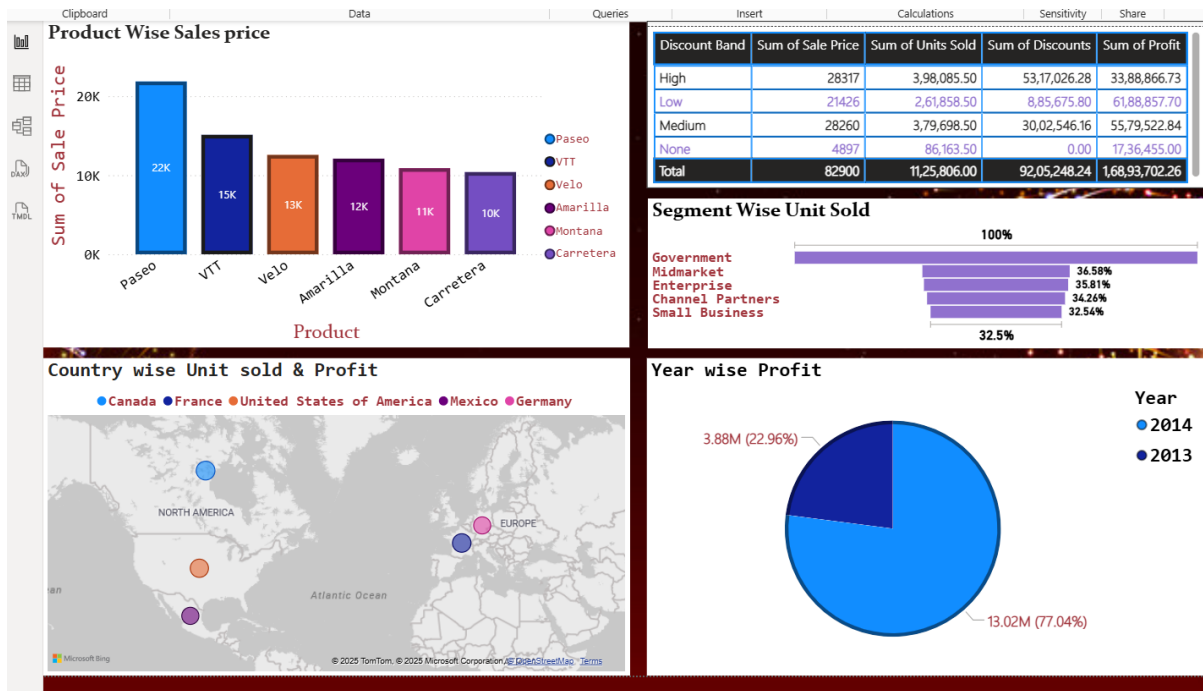 Clipboard Data Queries Insert Calculations Sensitivity Share
Product Wise Sales price
Sum of Sale Price
20K
10K
0K
22K
15K
13K
12K
11K
10K
Paseo
VTT
Velo
Amarilla
Montana
Carretera
Product
Paseo
VTT
Velo
Amarilla
Montana
Carretera
DAX
TMDL
Discount Band Sum of Sale Price Sum of Units Sold Sum of Discounts Sum of Profit
High 28317 3,98,085.50 53,17,026.28 33,88,866.73
Low 21426 2,61,858.50 8,85,675.80 61,88,857.70
Medium 28260 3,79,698.50 30,02,546.16 55,79,522.84
None 4897 86,163.50 0.00 17,36,455.00
Total 82900 11,25,806.00 92,05,248.24 1,68,93,702.26
Segment Wise Unit Sold
100%
Government
Midmarket 36.58%
Enterprise 35.81%
Channel Partners 34.26%
Small Business 32.54%
32.5%
Country wise Unit sold & Profit
Canada France United States of America Mexico Germany
NORTH AMERICA
EUROPE
Atlantic Ocean
an
Microsoft Bing
© 2025 TomTom, © 2025 Microsoft Corporation, © OpenStreetMap Terms
Year wise Profit
Year
2014
2013
3.88M (22.96%)
13.02M (77.04%)